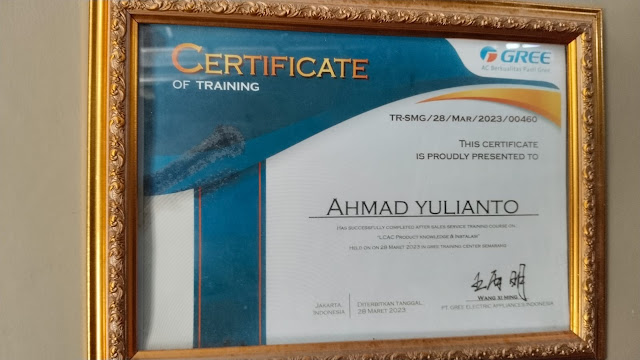 CERTIFICATE
OF TRAINING
GREE
AC Berkualitas Pasti Gree
TR-SMG/28/MAR/2023/00460
THIS CERTIFICATE
IS PROUDLY PRESENTED TO
AHMAD YULIANTO
HAS SUCCESSFULLY COMPLETED AFTER SALES SERVICE TRAINING COURSE ON
"LCAC PRODUCT KNOWLEDGE & INSTALASI"
HELD ON ON 28 MARET 2023 IN GREE TRAINING CENTER SEMARANG
JAKARTA,
INDONESIA
DITERBITKAN TANGGAL,
28 MARET 2023
WANG XI MING
PT. GREE ELECTRIC APPLIANCES INDONESIA